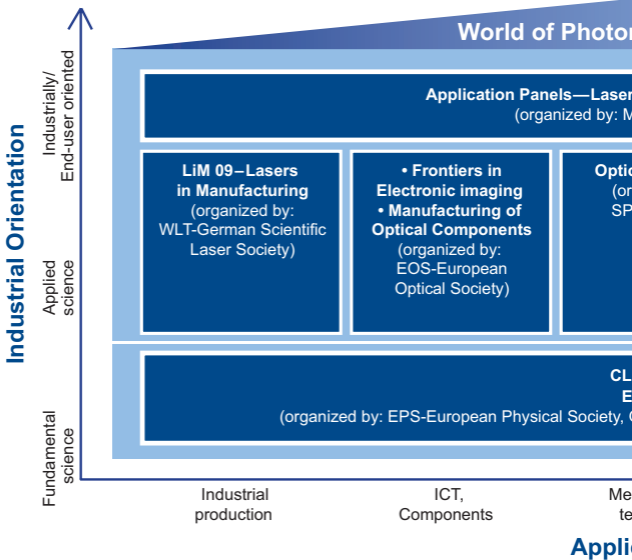 World of Photon
Application Panels—Laser
(organized by: M
LiM 09–Lasers
in Manufacturing
(organized by:
WLT-German Scientific
Laser Society)
• Frontiers in
Electronic imaging
• Manufacturing of
Optical Components
(organized by:
EOS-European
Optical Society)
Optic
(or
SP
CL
E
(organized by: EPS-European Physical Society,
Industrial Orientation
Industrially/
End-user oriented
Applied
science
Fundamental
science
Industrial
production
ICT,
Components
Me
te
Applic